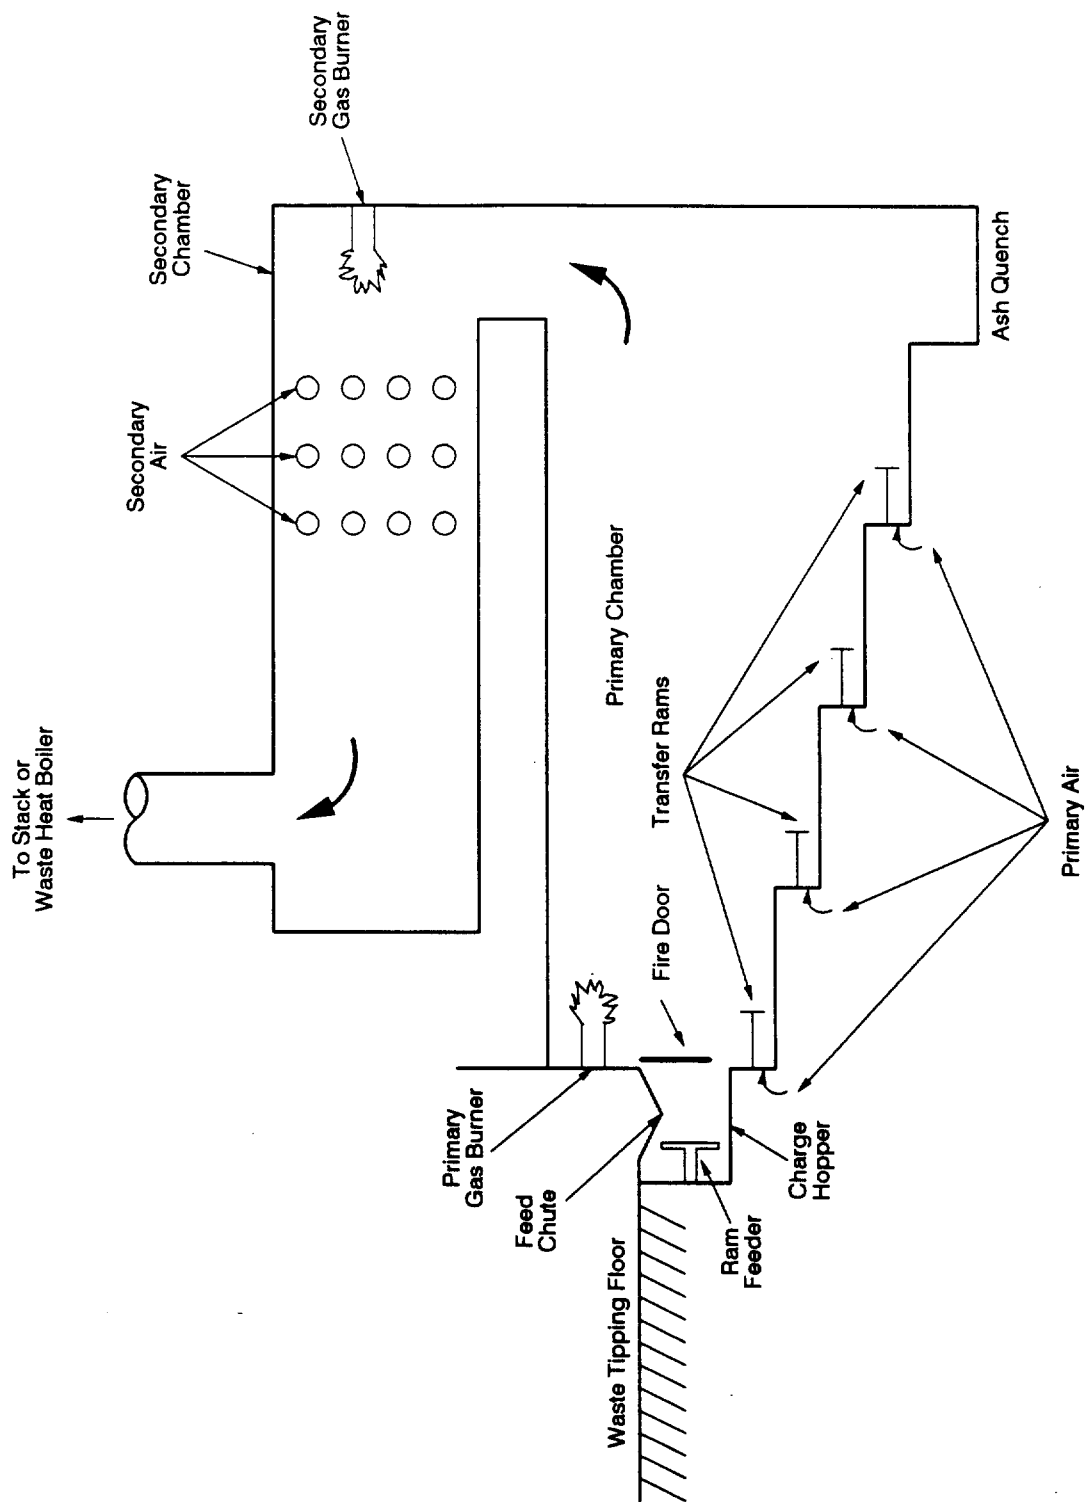 To Stack or
Waste Heat Boiler
Secondary
Air
Secondary
Chamber
Secondary
Gas Burner
Primary
Gas Burner
Feed
Chute
Waste Tipping Floor
Ram
Feeder
Charge
Hopper
Fire Door
Transfer Rams
Primary Chamber
Primary Air
Ash Quench